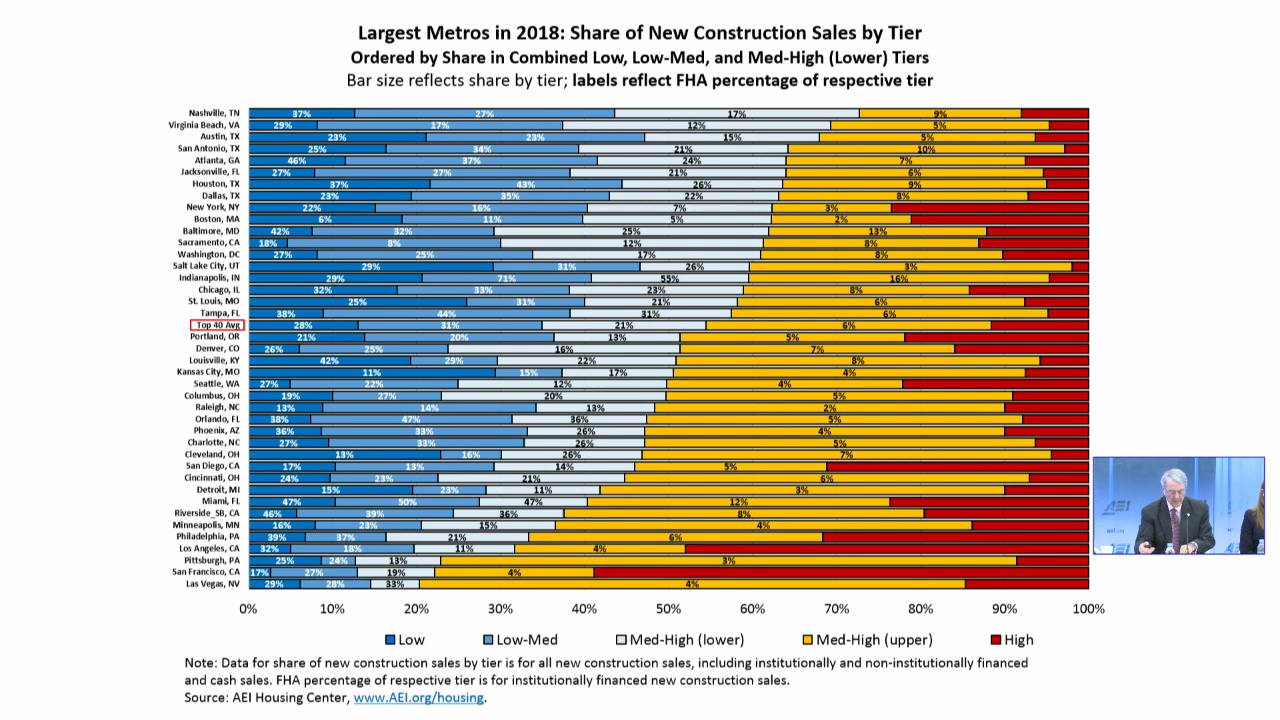 Largest Metros in 2018: Share of New Construction Sales by Tier
Ordered by Share in Combined Low, Low-Med, and Med-High (Lower) Tiers
Bar size reflects share by tier; labels reflect FHA percentage of respective tier
Nashville, TN 37% 27% 17% 9%
Virginia Beach, VA 29% 17% 12% 5%
Austin, TX 23% 23% 15% 5%
San Antonio, TX 25% 34% 21% 10%
Atlanta, GA 46% 37% 24% 7%
Jacksonville, FL 27% 27% 21% 6%
Houston, TX 37% 43% 26% 9%
Dallas, TX 23% 35% 22% 8%
New York, NY 22% 16% 7% 3%
Boston, MA 6% 11% 5% 2%
Baltimore, MD 42% 32% 25% 13%
Sacramento, CA 18% 8% 12% 8%
Washington, DC 27% 25% 17% 8%
Salt Lake City, UT 29% 31% 26% 3%
Indianapolis, IN 29% 71% 55% 16%
Chicago, IL 32% 33% 23% 8%
St. Louis, MO 25% 31% 21% 6%
Tampa, FL 38% 44% 31% 6%
Top 40 Avg 28% 31% 21% 6%
Portland, OR 21% 20% 13% 5%
Denver, CO 26% 25% 16% 7%
Louisville, KY 42% 29% 22% 8%
Kansas City, MO 11% 15% 17% 4%
Seattle, WA 27% 22% 12% 4%
Columbus, OH 19% 27% 20% 5%
Raleigh, NC 13% 14% 13% 2%
Orlando, FL 38% 47% 36% 5%
Phoenix, AZ 36% 33% 26% 4%
Charlotte, NC 27% 33% 26% 5%
Cleveland, OH 13% 16% 26% 7%
San Diego, CA 17% 13% 14% 5%
Cincinnati, OH 24% 23% 21% 6%
Detroit, MI 15% 23% 11% 3%
Miami, FL 47% 50% 47% 12%
Riverside_SB, CA 46% 39% 36% 8%
Minneapolis, MN 16% 23% 15% 4%
Philadelphia, PA 39% 37% 21% 6%
Los Angeles, CA 32% 18% 11% 4%
Pittsburgh, PA 25% 24% 13% 3%
San Francisco, CA 17% 27% 19% 4%
Las Vegas, NV 29% 28% 33% 4%
0% 10% 20% 30% 40% 50% 60% 70% 80% 90% 100%
Low Low-Med Med-High (lower) Med-High (upper) High
Note: Data for share of new construction sales by tier is for all new construction sales, including institutionally and non-institutionally financed
and cash sales. FHA percentage of respective tier is for institutionally financed new construction sales.
Source: AEI Housing Center, www.AEI.org/housing.
AEI